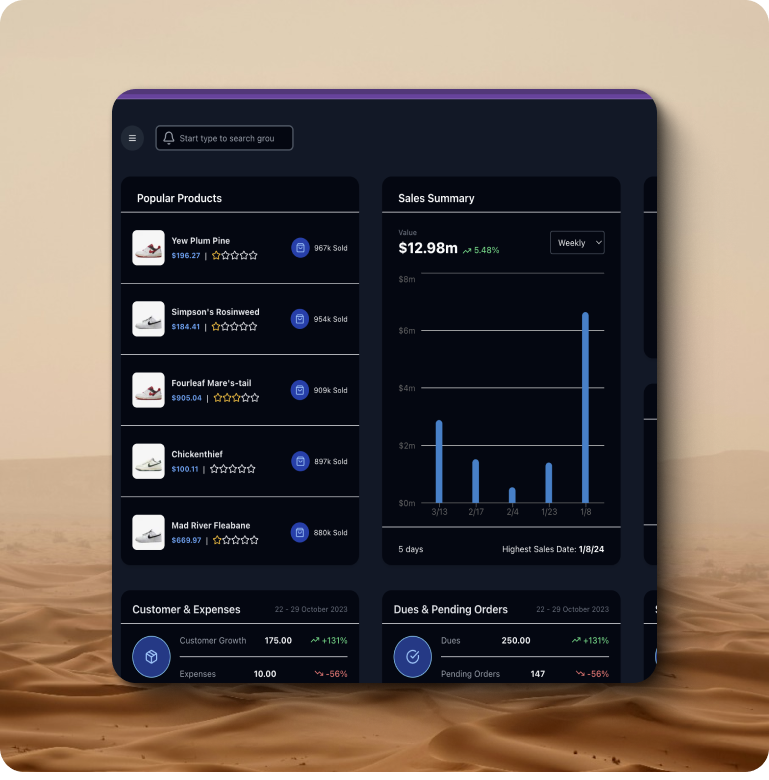 Start type to search grou
Popular Products
Yew Plum Pine
$196.27 |
967k Sold
Simpson's Rosinweed
$184.41 |
954k Sold
Fourleaf Mare's-tail
$905.04 |
909k Sold
Chickenthief
$100.11 |
897k Sold
Mad River Fleabane
$669.97 |
880k Sold
Sales Summary
Value
$12.98m 5.48%
Weekly
$8m
$6m
$4m
$2m
$0m
3/13 2/17 2/4 1/23 1/8
5 days Highest Sales Date: 1/8/24
Customer & Expenses 22 - 29 October 2023
Customer Growth 175.00 +131%
Expenses 10.00 -56%
Dues & Pending Orders 22 - 29 October 2023
Dues 250.00 +131%
Pending Orders 147 -56%